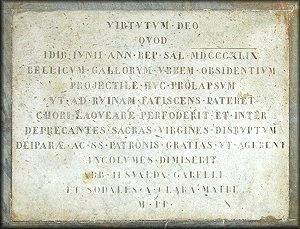 VIRTVTVM DEO
QVOD
IDIB · IVNII · ANN · REP · SAL · MDCCCXLIX
BELLICVM · GALLORVM · VRBEM · OBSIDENTIVM
PROJECTILE · HVC · PROLAPSVM
VT · AD · RVINAM · FATISCENS · PATERET
CHORI · LAQVEARE · PERFODERIT · ET · INTER
DEPRECANTES · SACRAS · VIRGINES · DISRVPTVM
DEIPARÆ · AC · SS · PATRONIS · GRATIAS · VT · AGERENT
INCOLVMES · DIMISERIT
ABB · GARELLI
ET · SODALES · A · CLARA · MATRE
M · PP